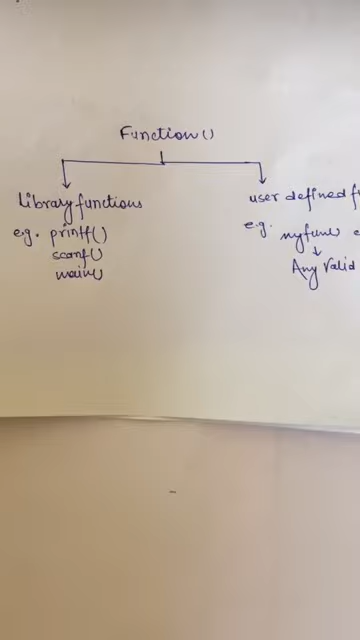 Function()
Library functions
e.g. printf()
scanf()
main()
user defined
e.g. myfunc
Any Valid